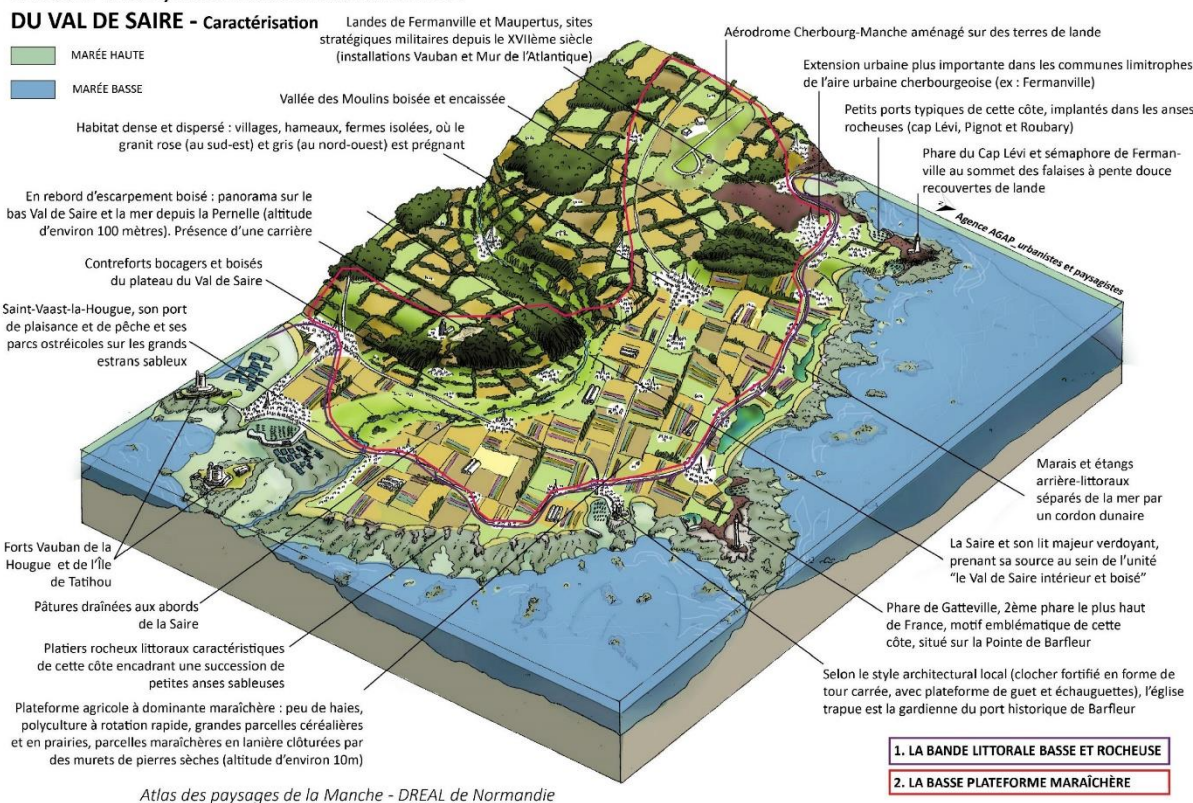 DU VAL DE SAIRE - Caractérisation
MARÉE HAUTE
MARÉE BASSE
Landes de Fermanville et Maupertus, sites
stratégiques militaires depuis le XVIIème siècle
(installations Vauban et Mur de l'Atlantique)
Vallée des Moulins boisée et encaissée
Habitat dense et dispersé : villages, hameaux, fermes isolées, où le
granit rose (au sud-est) et gris (au nord-ouest) est prégnant
En rebord d'escarpement boisé : panorama sur le
bas Val de Saire et la mer depuis la Pernelle (altitude
d'environ 100 mètres). Présence d'une carrière
Contreforts bocagers et boisés
du plateau du Val de Saire
Saint-Vaast-la-Hougue, son port
de plaisance et de pêche et ses
parcs ostréicoles sur les grands
estrans sableux
Forts Vauban de la
Hougue et de l'Île
de Tatihou
Pâtures draînées aux abords
de la Saire
Platiers rocheux littoraux caractéristiques
de cette côte encadrant une succession de
petites anses sableuses
Plateforme agricole à dominante maraîchère : peu de haies,
polyculture à rotation rapide, grandes parcelles céréalières
et en prairies, parcelles maraîchères en lanière clôturées par
des murets de pierres sèches (altitude d'environ 10m)
Aérodrome Cherbourg-Manche aménagé sur des terres de lande
Extension urbaine plus importante dans les communes limitrophes
de l'aire urbaine cherbourgeoise (ex : Fermanville)
Petits ports typiques de cette côte, implantés dans les anses
rocheuses (cap Lévi, Pignot et Roubary)
Phare du Cap Lévi et sémaphore de Ferman-
ville au sommet des falaises à pente douce
recouvertes de lande
Agence AGAP_urbanistes et paysagistes
Marais et étangs
arrière-littoraux
séparés de la mer par
un cordon dunaire
La Saire et son lit majeur verdoyant,
prenant sa source au sein de l'unité
"le Val de Saire intérieur et boisé"
Phare de Gatteville, 2ème phare le plus haut
de France, motif emblématique de cette
côte, situé sur la Pointe de Barfleur
Selon le style architectural local (clocher fortifié en forme de
tour carrée, avec plateforme de guet et échauguettes), l'église
trapue est la gardienne du port historique de Barfleur
1. LA BANDE LITTORALE BASSE ET ROCHEUSE
2. LA BASSE PLATEFORME MARAÎCHÈRE
Atlas des paysages de la Manche - DREAL de Normandie